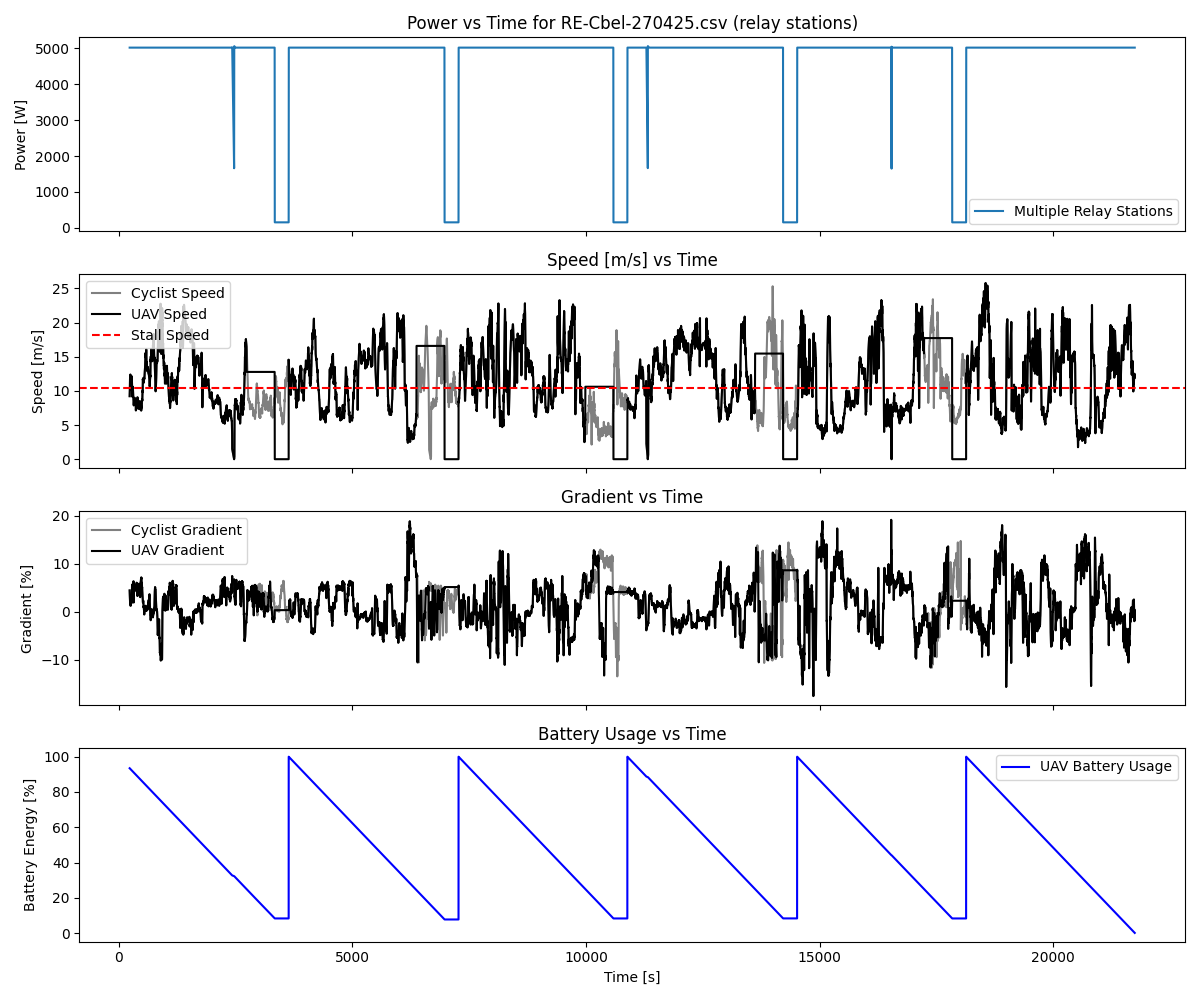 Power vs Time for RE-Cbel-270425.csv (relay stations)
Power [W]
5000
4000
3000
2000
1000
0
Multiple Relay Stations
Speed [m/s] vs Time
Speed [m/s]
25
20
15
10
5
0
Cyclist Speed
UAV Speed
Stall Speed
Gradient vs Time
Gradient [%]
20
10
0
−10
Cyclist Gradient
UAV Gradient
Battery Usage vs Time
Battery Energy [%]
100
80
60
40
20
0
UAV Battery Usage
0
5000
10000
15000
20000
Time [s]